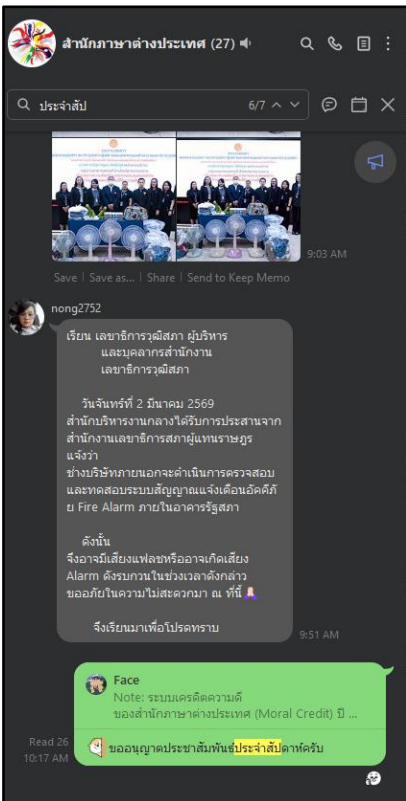 สำนักภาษาต่างประเทศ (27)
ประจำสัป
6/7
9:03 AM
Save | Save as... | Share | Send to Keep Memo
nong2752
เรียน เลขาธิการวุฒิสภา ผู้บริหาร
และบุคลากรสำนักงาน
เลขาธิการวุฒิสภา
วันจันทร์ที่ 2 มีนาคม 2569
สำนักบริหารงานกลางได้รับการประสานจาก
สำนักงานเลขาธิการสภาผู้แทนราษฎร
แจ้งว่า
ช่างบริษัทภายนอกจะดำเนินการตรวจสอบ
และทดสอบระบบสัญญาณแจ้งเตือนอัคคีภั
ย Fire Alarm ภายในอาคารรัฐสภา
ดังนั้น
จึงอาจมีเสียงแฟลชหรืออาจเกิดเสียง
Alarm ดังรบกวนในช่วงเวลาดังกล่าว
ขออภัยในความไม่สะดวกมา ณ ที่นี้
จึงเรียนมาเพื่อโปรดทราบ
9:51 AM
Face
Note: ระบบเครดิตความดี
ของสำนักภาษาต่างประเทศ (Moral Credit) ปี ...
ขออนุญาตประชาสัมพันธ์ประจำสัปดาห์ครับ
Read 26
10:17 AM